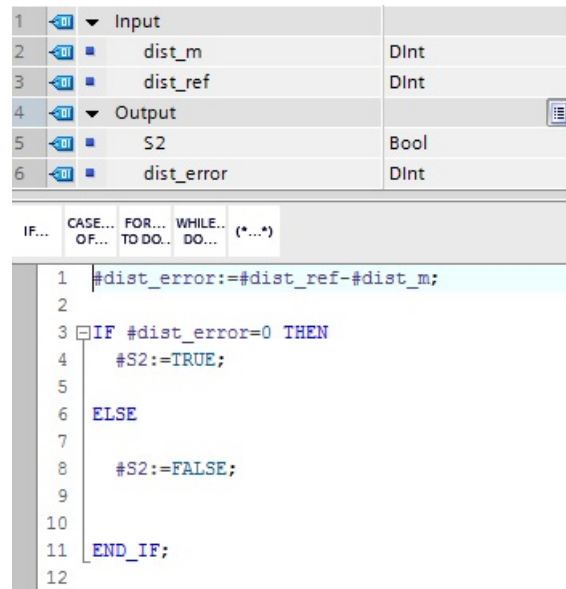 1 Input
2 dist_m DInt
3 dist_ref DInt
4 Output
5 S2 Bool
6 dist_error DInt
IF... CASE... OF... FOR... TO DO.. WHILE.. DO... (*...*)
1 #dist_error:=#dist_ref-#dist_m;
2
3 IF #dist_error=0 THEN
4 #S2:=TRUE;
5
6 ELSE
7
8 #S2:=FALSE;
9
10
11 END_IF;
12